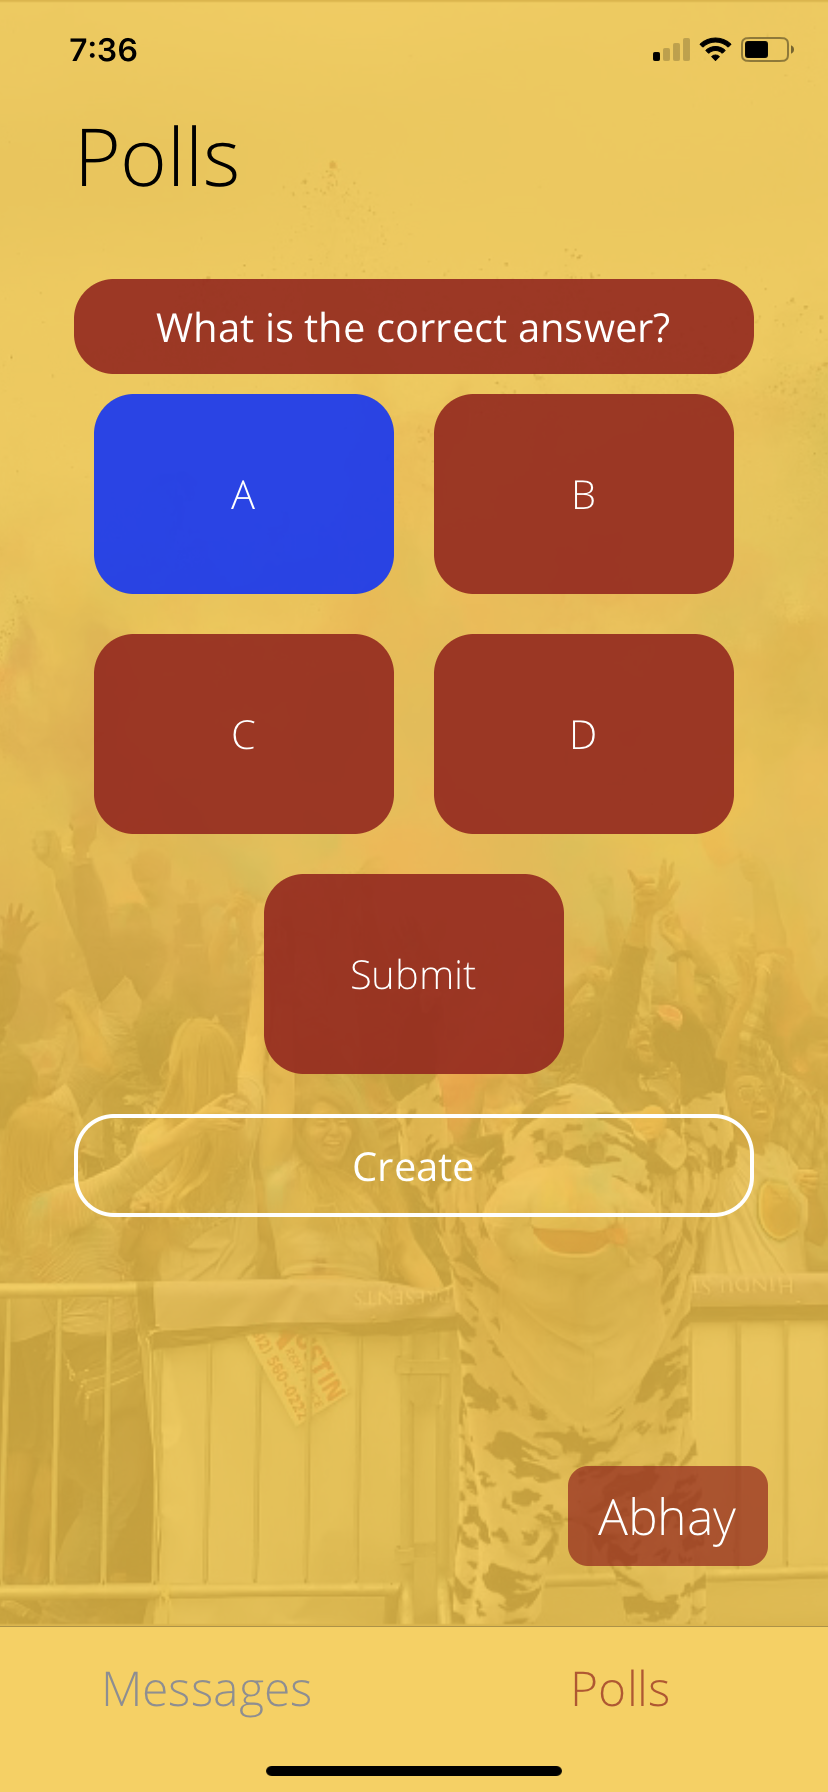 7:36
Polls
What is the correct answer?
A
B
C
D
Submit
Create
Abhay
Messages
Polls